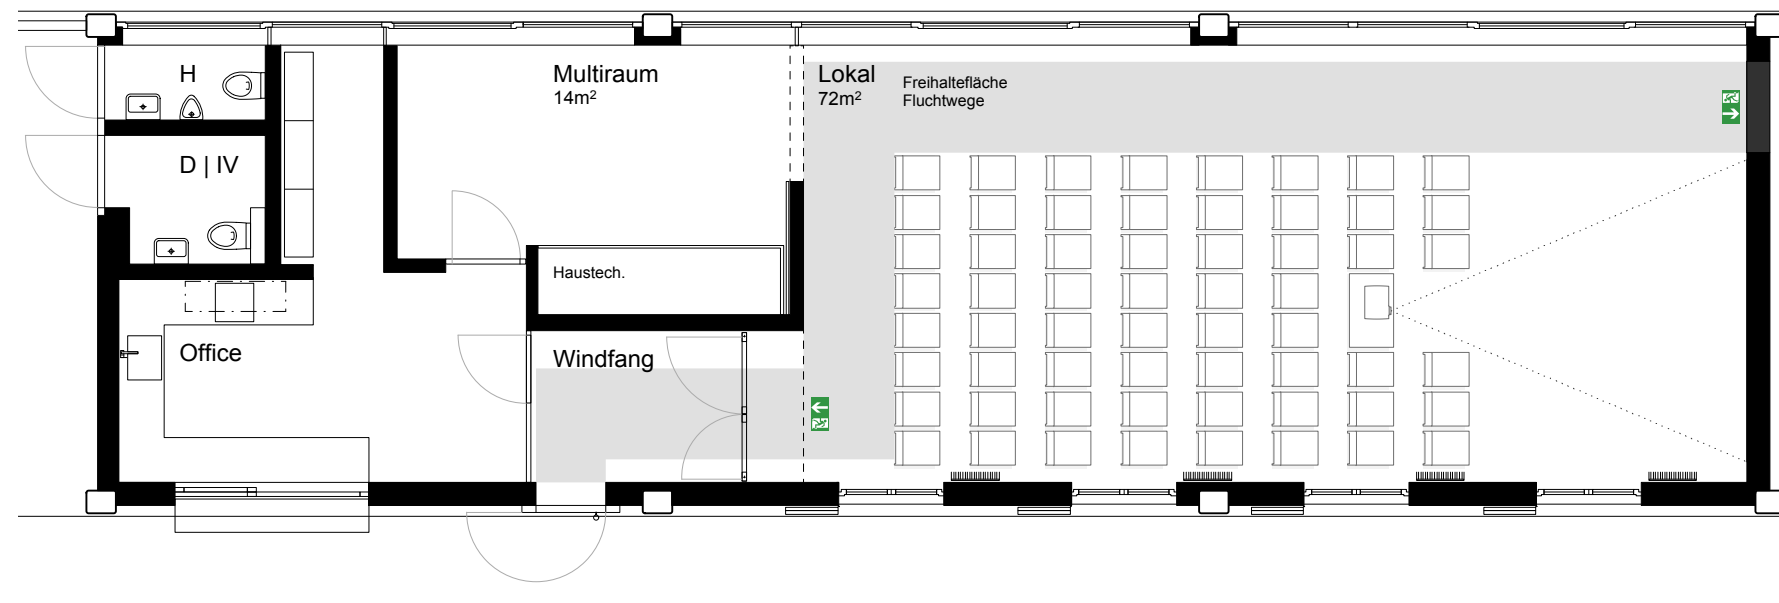 H
D | IV
Multiraum
14m²
Lokal
72m²
Freihaltefläche
Fluchtwege
Haustech.
Office
Windfang